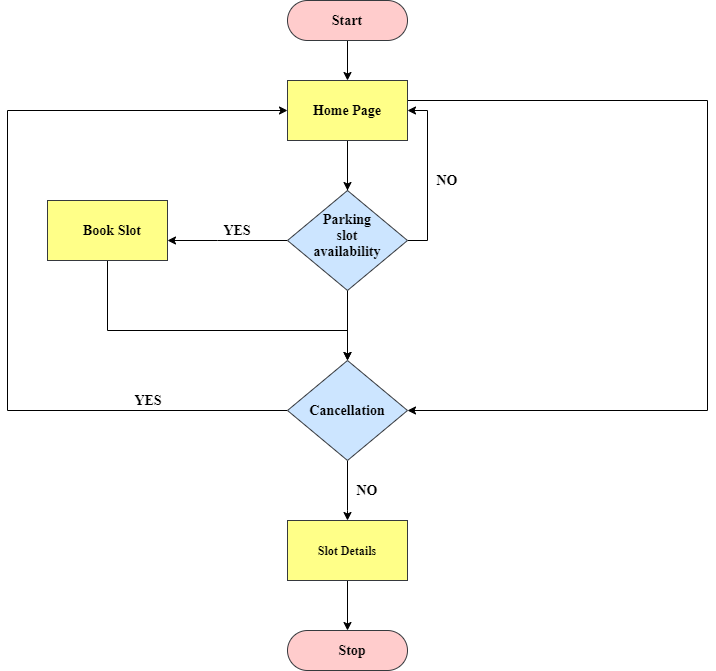 Start
Home Page
NO
Parking
slot
availability
YES
Book Slot
Cancellation
YES
NO
Slot Details
Stop